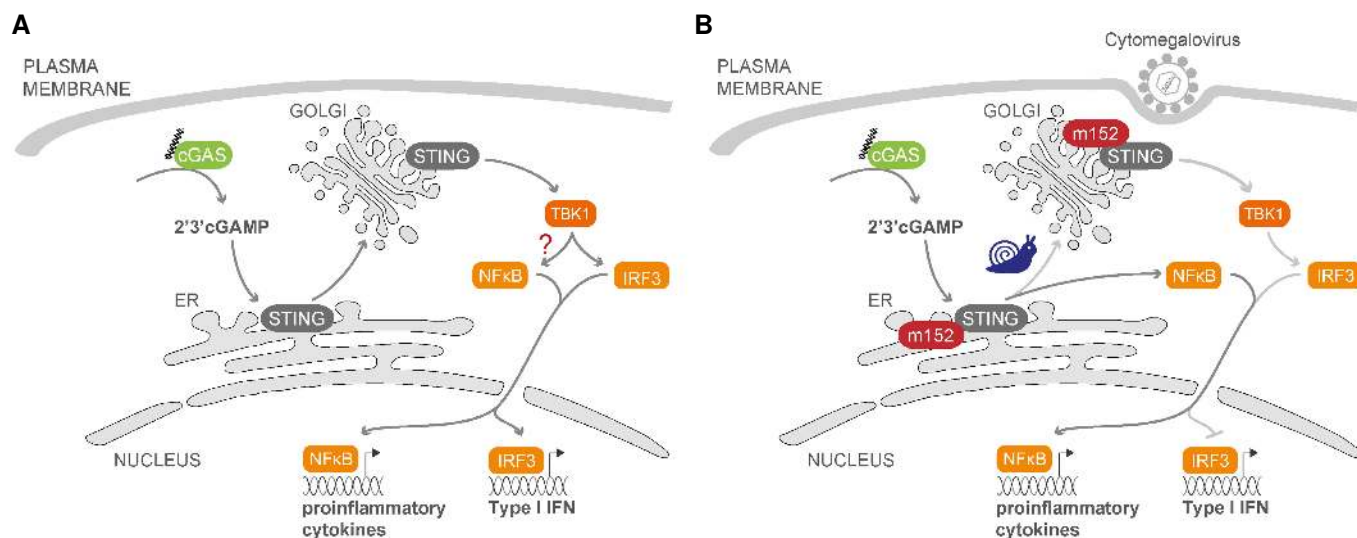 A
PLASMA
MEMBRANE
GOLGI
cGAS
STING
2'3'cGAMP
TBK1
?
NFκB
IRF3
ER
STING
NUCLEUS
NFκB
IRF3
proinflammatory
cytokines
Type I IFN
B
Cytomegalovirus
PLASMA
MEMBRANE
GOLGI
m152
cGAS
STING
2'3'cGAMP
TBK1
NFκB
IRF3
ER
STING
m152
NUCLEUS
NFκB
IRF3
proinflammatory
cytokines
Type I IFN